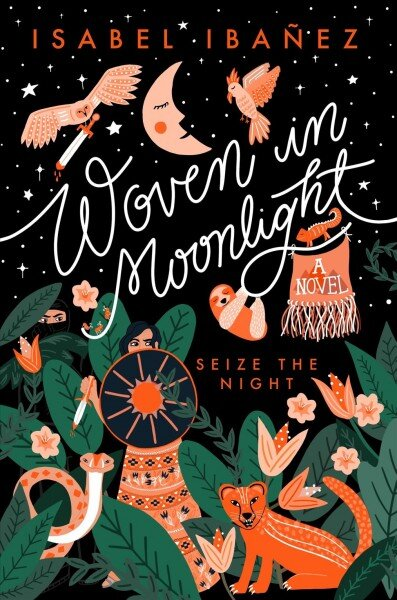 ISABEL IBAÑEZ
Woven in
Moonlight
A
NOVEL
SEIZE THE
NIGHT